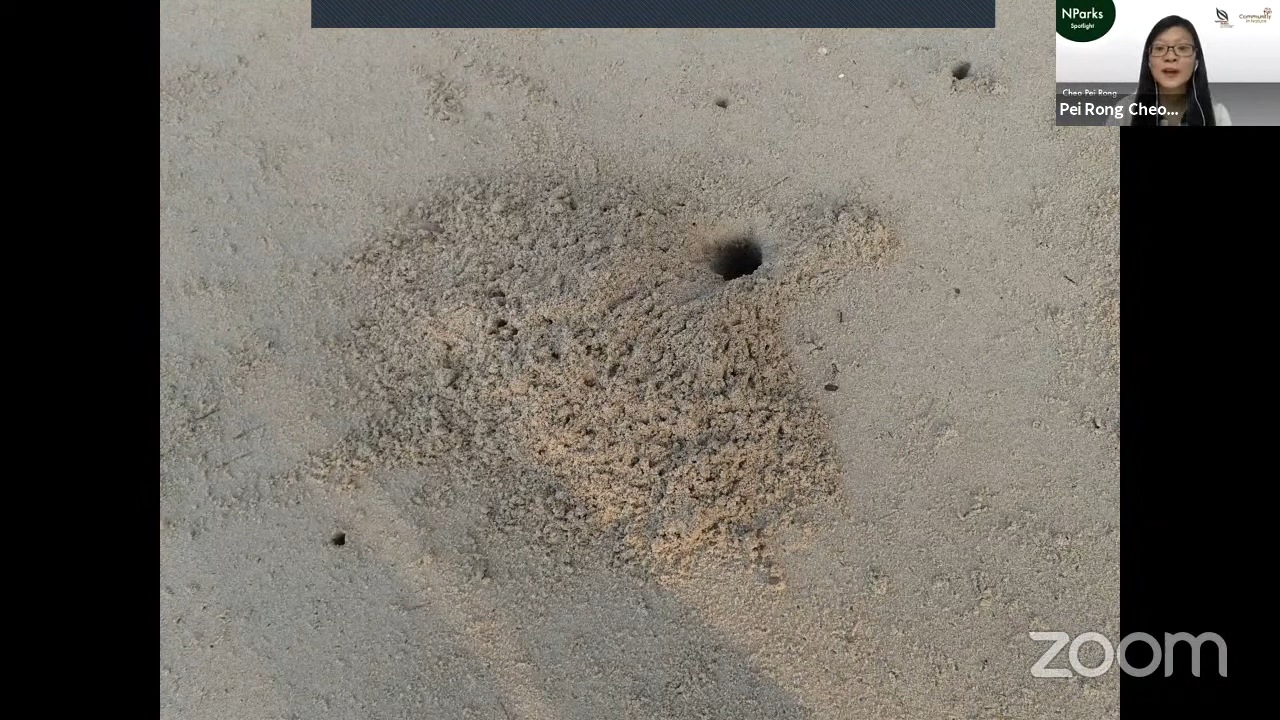 NParks
Spotlight
Community
in Nature
Cheo Pei Rong
Pei Rong Cheo...
zoom